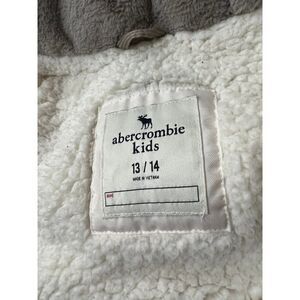 abercrombie
kids
13 / 14
MADE IN VIETNAM